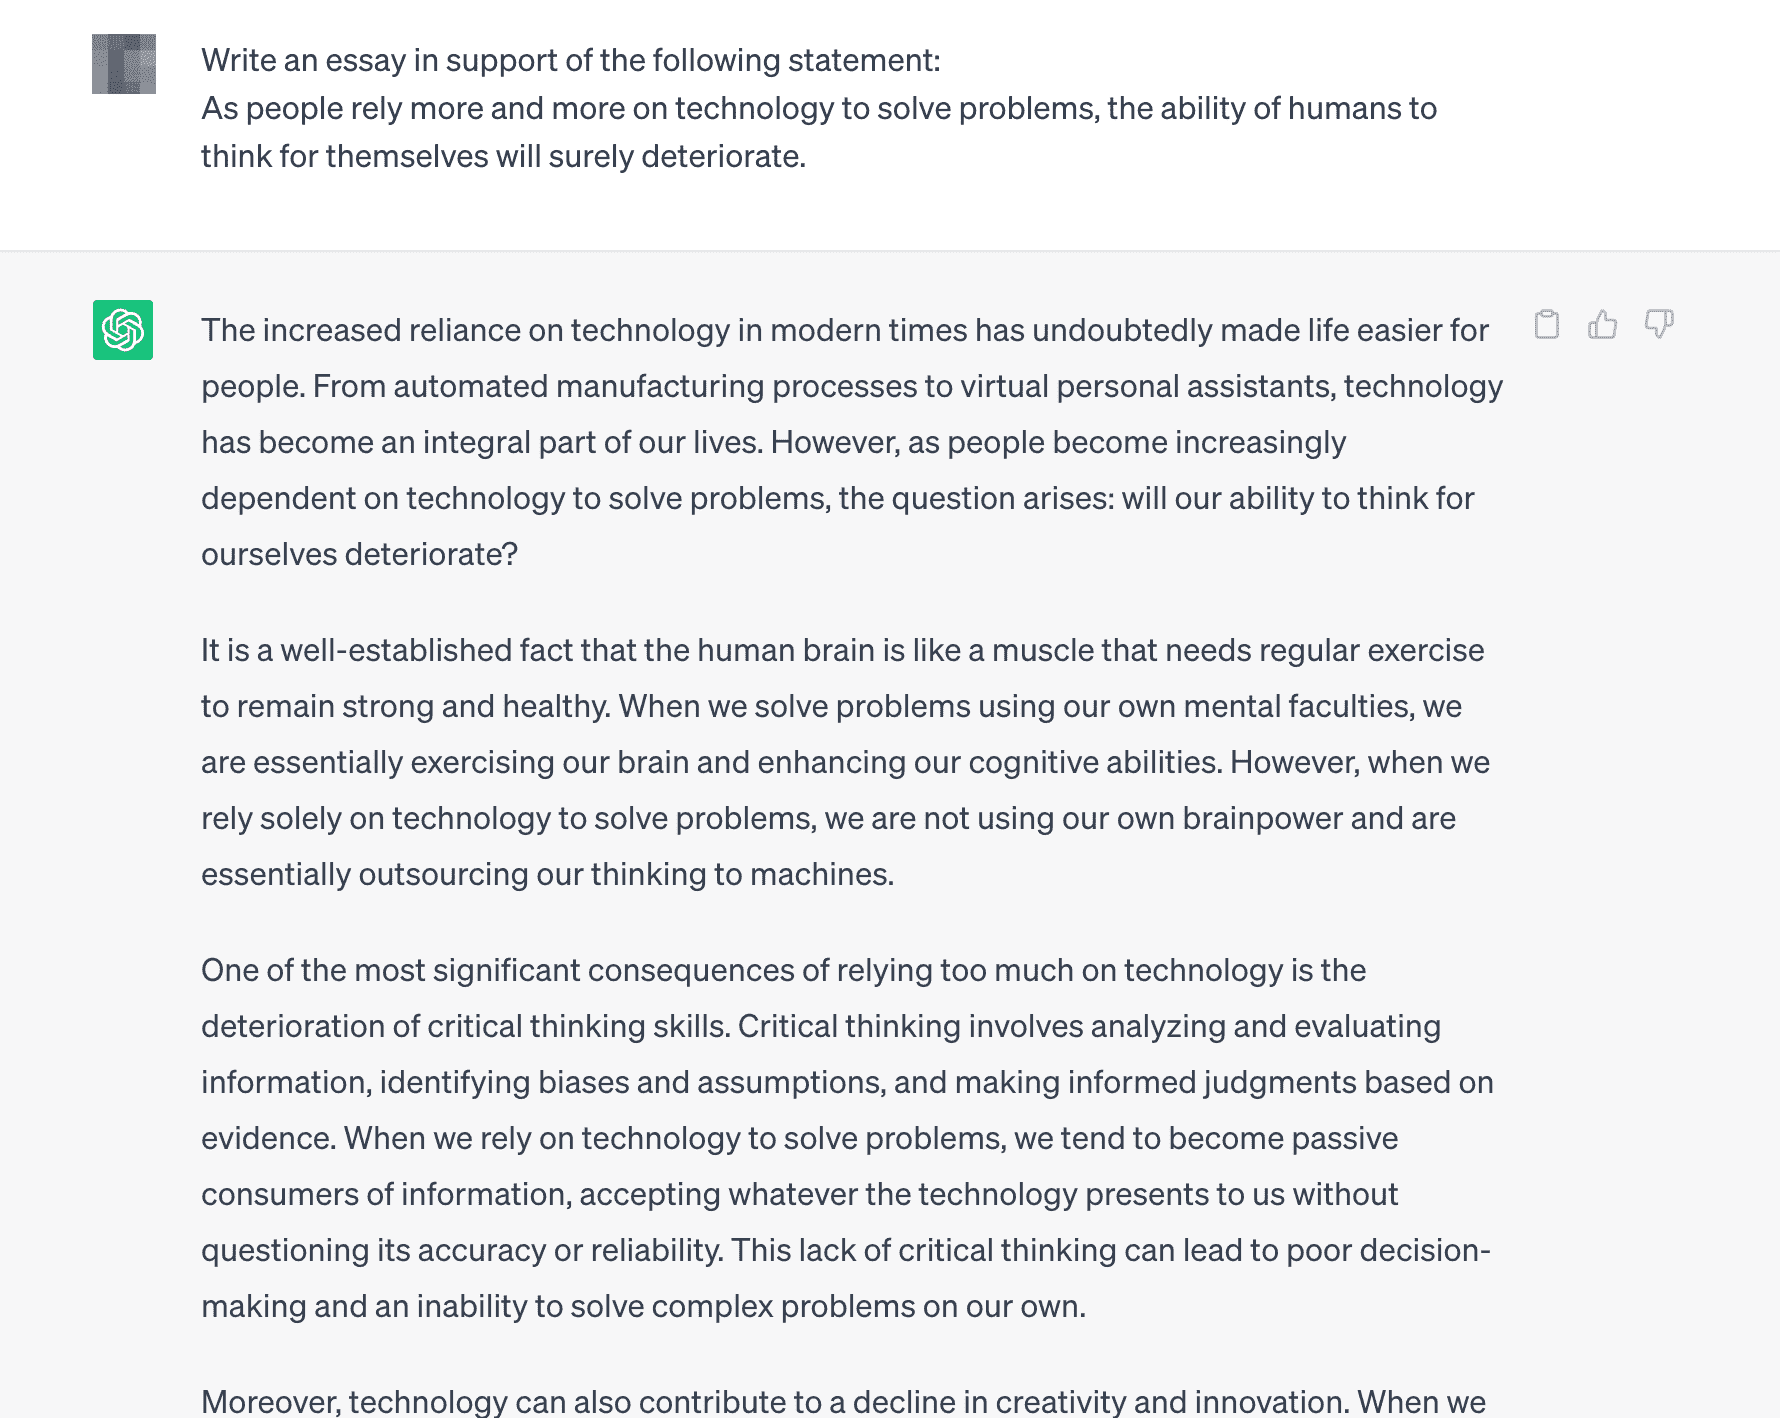 Write an essay in support of the following statement:
As people rely more and more on technology to solve problems, the ability of humans to
think for themselves will surely deteriorate.
The increased reliance on technology in modern times has undoubtedly made life easier for
people. From automated manufacturing processes to virtual personal assistants, technology
has become an integral part of our lives. However, as people become increasingly
dependent on technology to solve problems, the question arises: will our ability to think for
ourselves deteriorate?
It is a well-established fact that the human brain is like a muscle that needs regular exercise
to remain strong and healthy. When we solve problems using our own mental faculties, we
are essentially exercising our brain and enhancing our cognitive abilities. However, when we
rely solely on technology to solve problems, we are not using our own brainpower and are
essentially outsourcing our thinking to machines.
One of the most significant consequences of relying too much on technology is the
deterioration of critical thinking skills. Critical thinking involves analyzing and evaluating
information, identifying biases and assumptions, and making informed judgments based on
evidence. When we rely on technology to solve problems, we tend to become passive
consumers of information, accepting whatever the technology presents to us without
questioning its accuracy or reliability. This lack of critical thinking can lead to poor decision-
making and an inability to solve complex problems on our own.
Moreover, technology can also contribute to a decline in creativity and innovation. When we